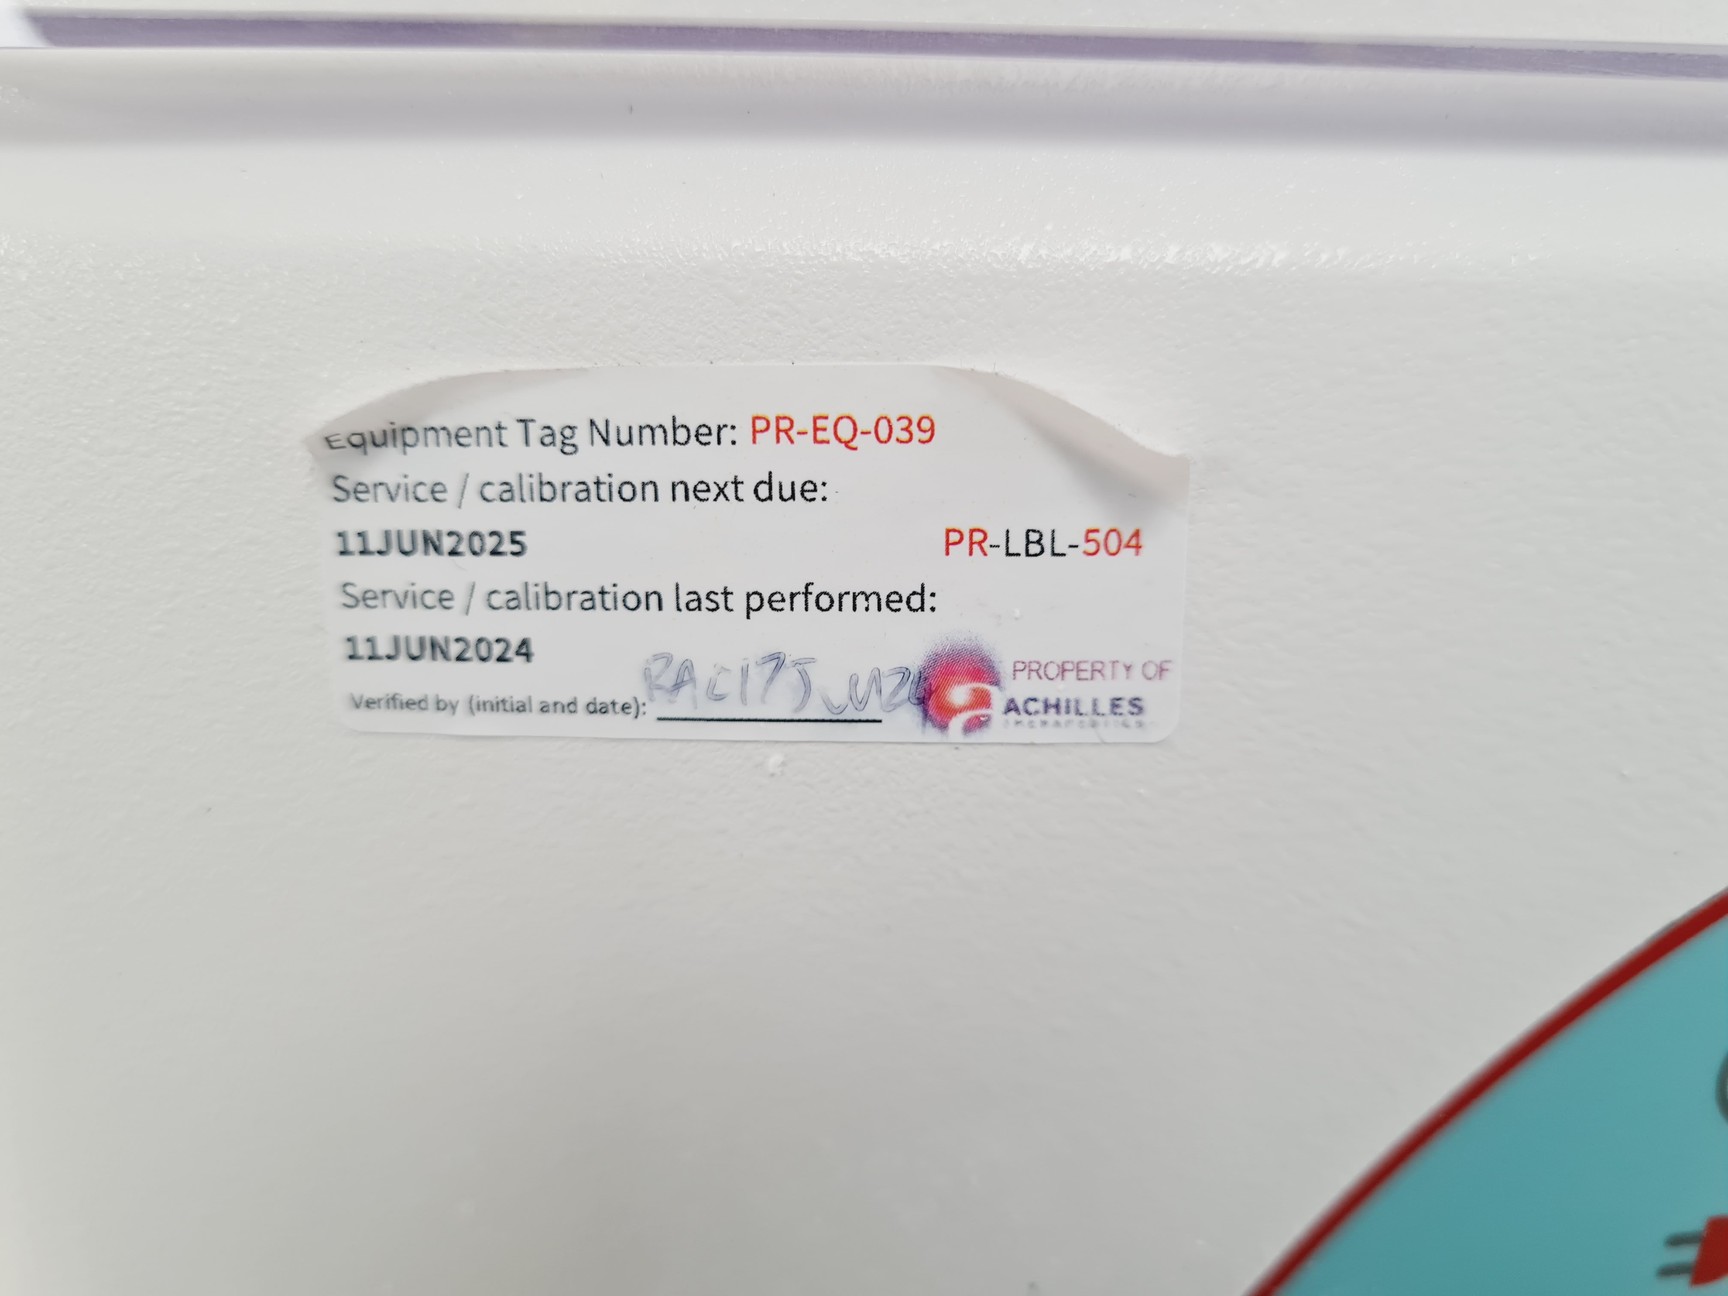 Equipment Tag Number: PR-EQ-039
Service / calibration next due:
11JUN2025
PR-LBL-504
Service / calibration last performed:
11JUN2024
Verified by (initial and date):
PROPERTY OF
ACHILLES
THERAPEUTICS